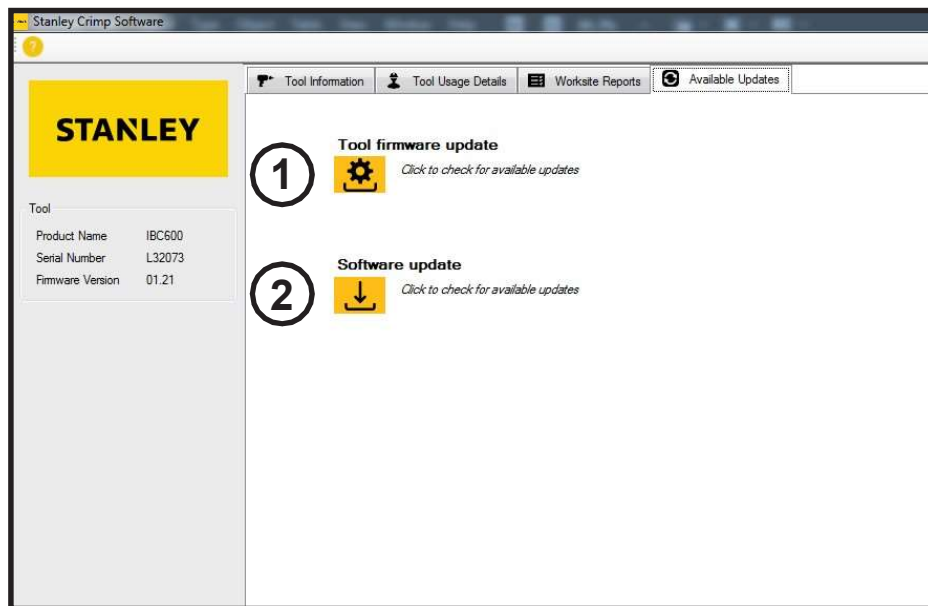 Stanley Crimp Software
?
Tool Information
Tool Usage Details
Worksite Reports
Available Updates
STANLEY
Tool
Product Name IBC600
Serial Number L32073
Firmware Version 01.21
1
Tool firmware update
Click to check for available updates
2
Software update
Click to check for available updates